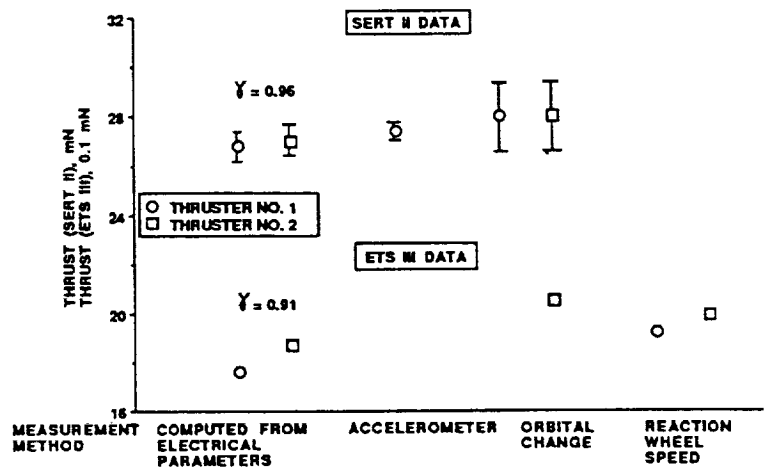 32
SERT II DATA
γ = 0.96
28
THRUST (SERT II), mN
THRUST (ETS III), 0.1 mN
○ THRUSTER NO. 1
□ THRUSTER NO. 2
24
ETS III DATA
γ = 0.91
20
16
MEASUREMENT METHOD
COMPUTED FROM
ELECTRICAL
PARAMETERS
ACCELEROMETER
ORBITAL
CHANGE
REACTION
WHEEL
SPEED